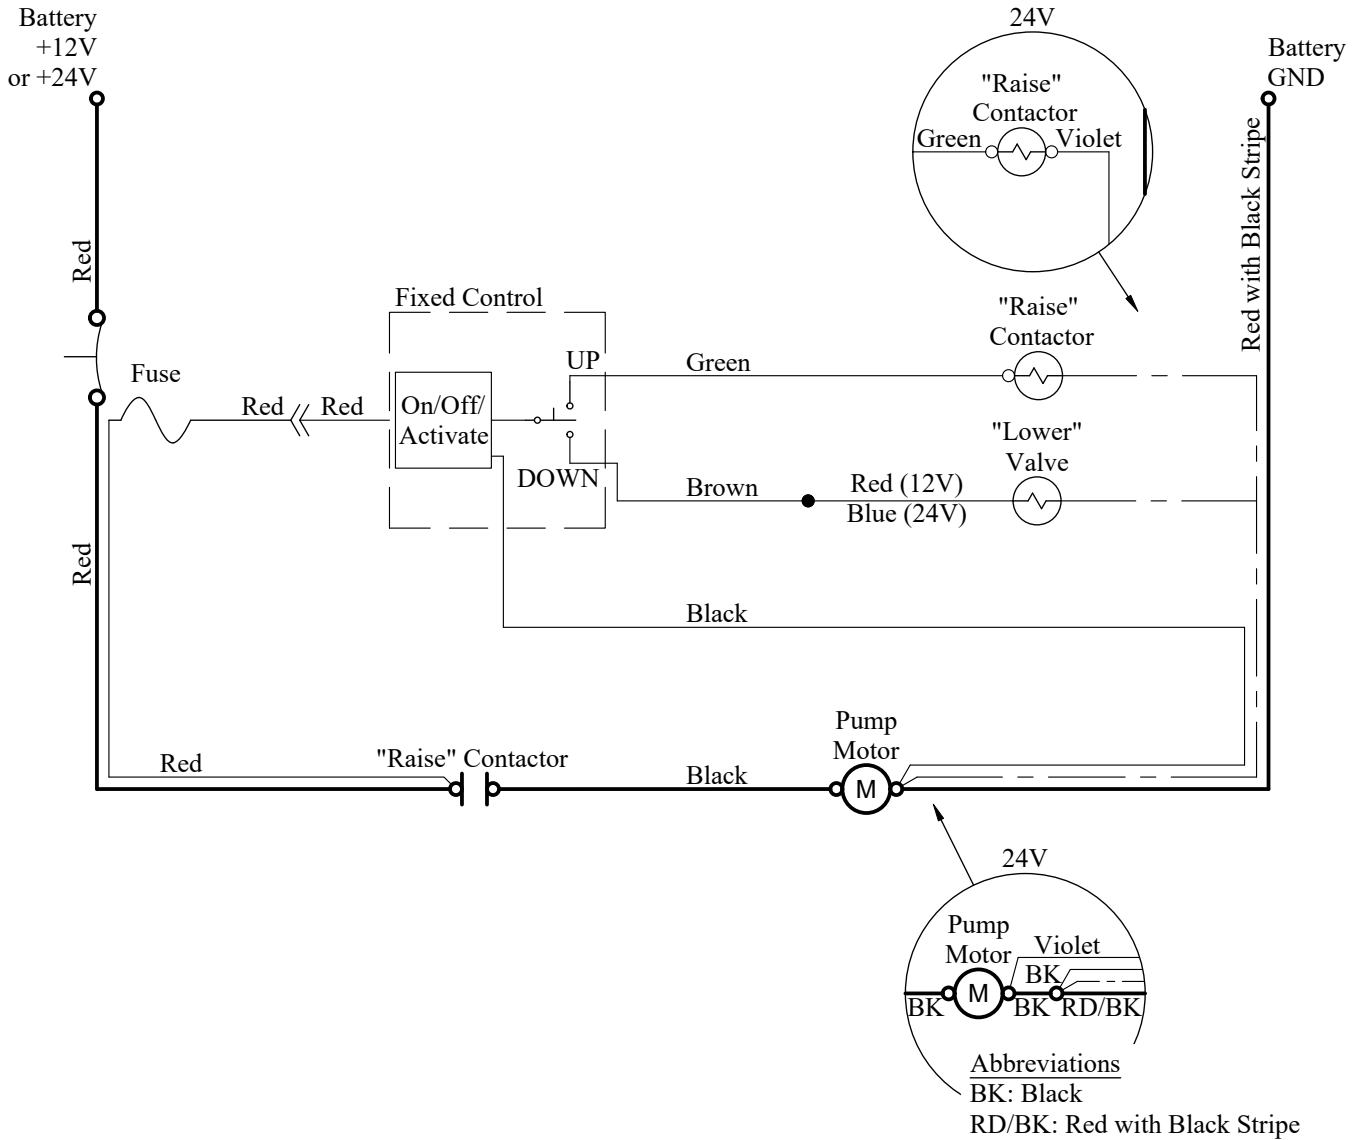 Battery
+12V
or +24V
24V
Battery
GND
"Raise"
Contactor
Green
Violet
Red with Black Stripe
Red
Fixed Control
"Raise"
Contactor
UP
Green
Fuse
Red
Red
On/Off/
Activate
"Lower"
Valve
DOWN
Brown
Red (12V)
Blue (24V)
Red
Black
Pump
Motor
Red
"Raise" Contactor
Black
M
24V
Pump
Motor
Violet
BK
M
BK
BK
RD/BK
Abbreviations
BK: Black
RD/BK: Red with Black Stripe